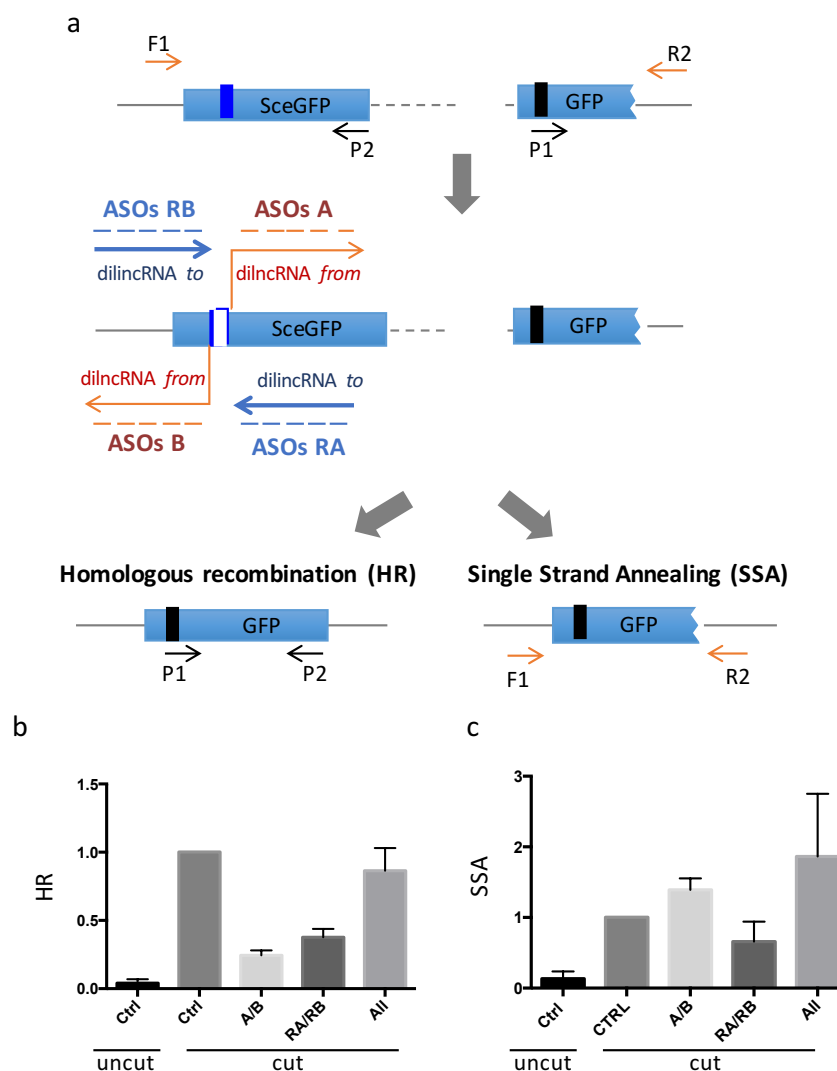 a
F1
R2
SceGFP
GFP
P2
P1
ASOs RB
ASOs A
dilincRNA to
dilncRNA from
SceGFP
GFP
dilncRNA from
dilincRNA to
ASOs B
ASOs RA
Homologous recombination (HR)
Single Strand Annealing (SSA)
GFP
GFP
P1
P2
F1
R2
b
c
1.5
1.0
0.5
0.0
HR
Ctrl
Ctrl
A/B
RA/RB
All
uncut
cut
3
2
1
0
SSA
Ctrl
CTRL
A/B
RA/RB
All
uncut
cut